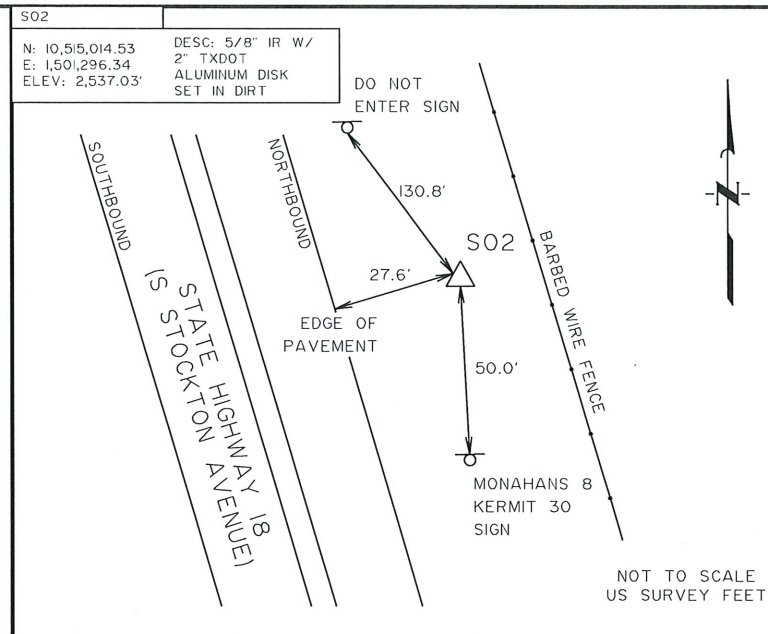 S02
N: 10,515,014.53
E: 1,501,296.34
ELEV: 2,537.03'
DESC: 5/8" IR W/
2" TXDOT
ALUMINUM DISK
SET IN DIRT
DO NOT
ENTER SIGN
SOUTHBOUND
NORTHBOUND
130.8'
S02
N
27.6'
BARBED WIRE FENCE
EDGE OF
PAVEMENT
STATE HIGHWAY 18
(S STOCKTON AVENUE)
50.0'
MONAHANS 8
KERMIT 30
SIGN
NOT TO SCALE
US SURVEY FEET